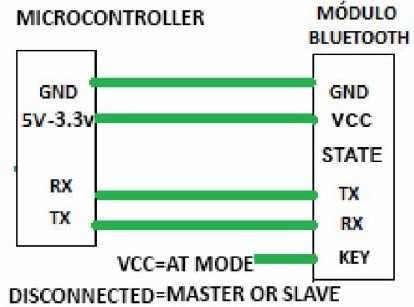 MICROCONTROLLER
MÓDULO
BLUETOOTH
GND
5V-3.3v
RX
TX
GND
VCC
STATE
TX
RX
KEY
VCC=AT MODE
DISCONNECTED=MASTER OR SLAVE